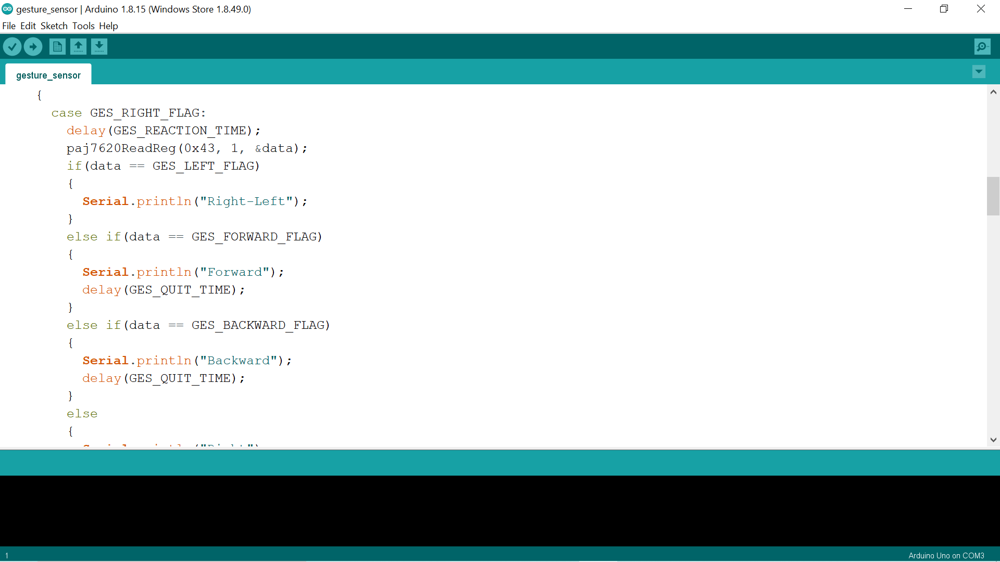 gesture_sensor | Arduino 1.8.15 (Windows Store 1.8.49.0)
File Edit Sketch Tools Help
gesture_sensor
{
case GES_RIGHT_FLAG:
delay(GES_REACTION_TIME);
paj7620ReadReg(0x43, 1, &data);
if(data == GES_LEFT_FLAG)
{
Serial.println("Right-Left");
}
else if(data == GES_FORWARD_FLAG)
{
Serial.println("Forward");
delay(GES_QUIT_TIME);
}
else if(data == GES_BACKWARD_FLAG)
{
Serial.println("Backward");
delay(GES_QUIT_TIME);
}
else
{
1
Arduino Uno on COM3